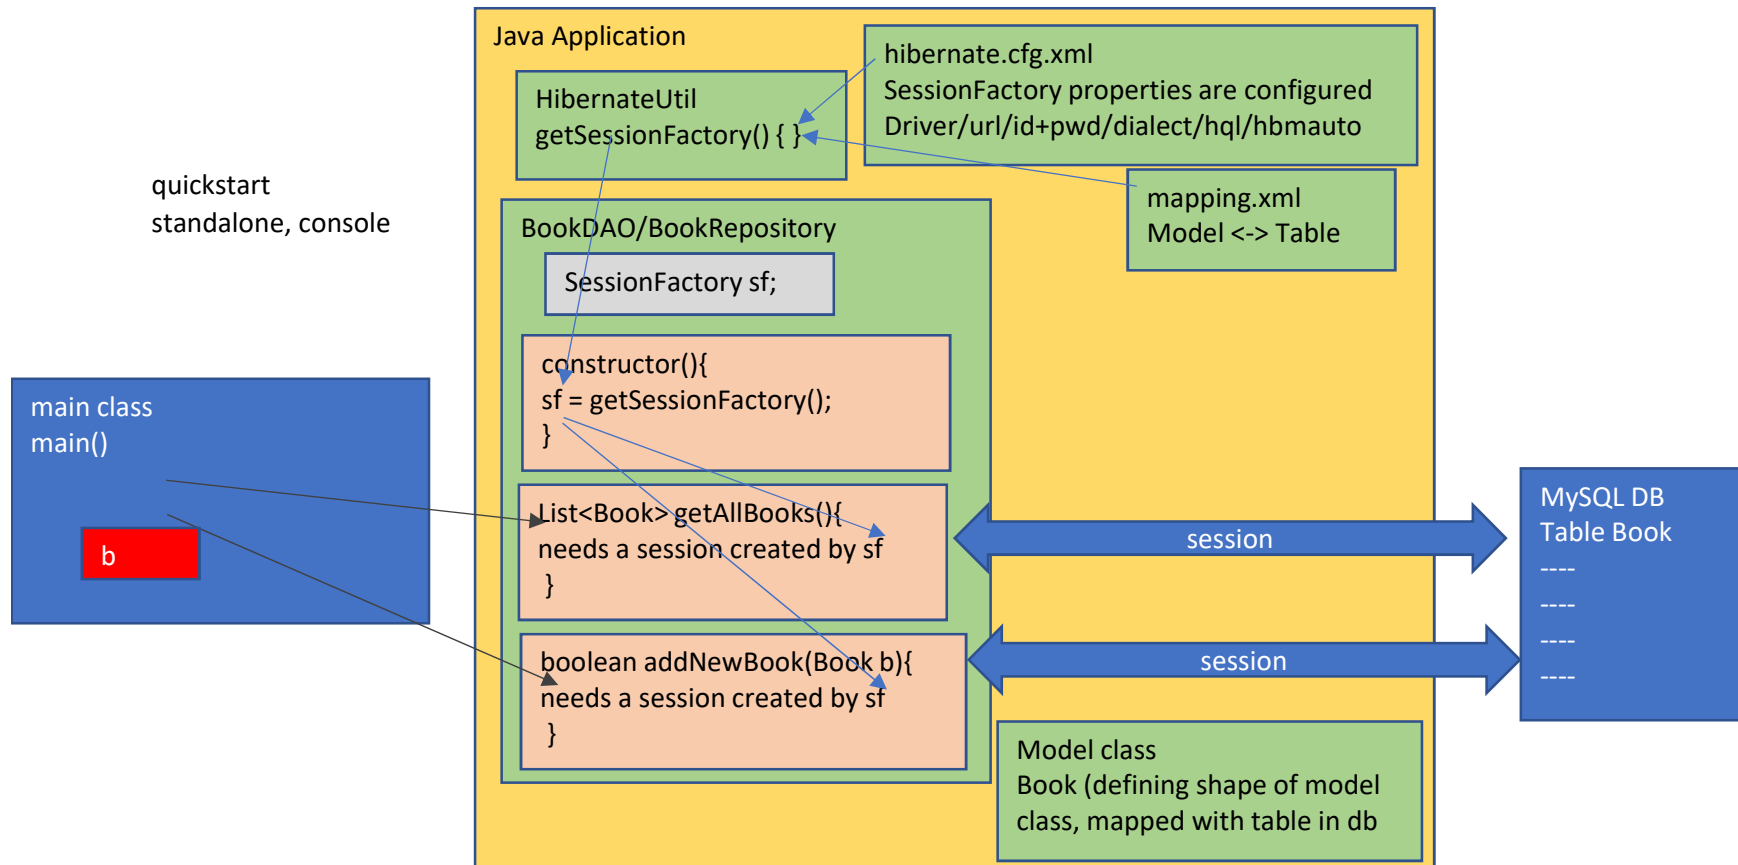 Java Application
hibernate.cfg.xml
SessionFactory properties are configured
Driver/url/id+pwd/dialect/hql/hbmauto
HibernateUtil
getSessionFactory() { }
mapping.xml
Model <-> Table
quickstart
standalone, console
BookDAO/BookRepository
SessionFactory sf;
constructor(){
sf = getSessionFactory();
}
main class
main()
b
List<Book> getAllBooks(){
needs a session created by sf
}
session
MySQL DB
Table Book
----
----
----
----
boolean addNewBook(Book b){
needs a session created by sf
}
session
Model class
Book (defining shape of model
class, mapped with table in db